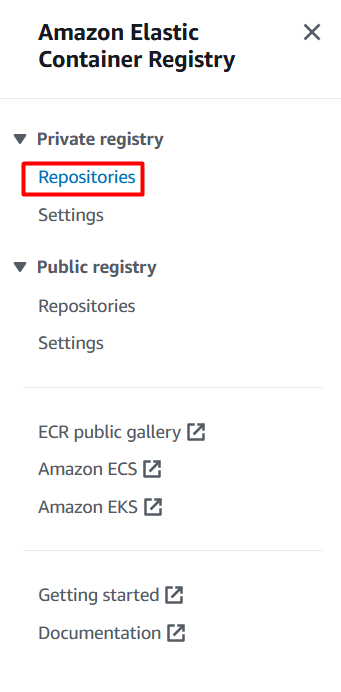 Amazon Elastic
Container Registry
Private registry
Repositories
Settings
Public registry
Repositories
Settings
ECR public gallery
Amazon ECS
Amazon EKS
Getting started
Documentation